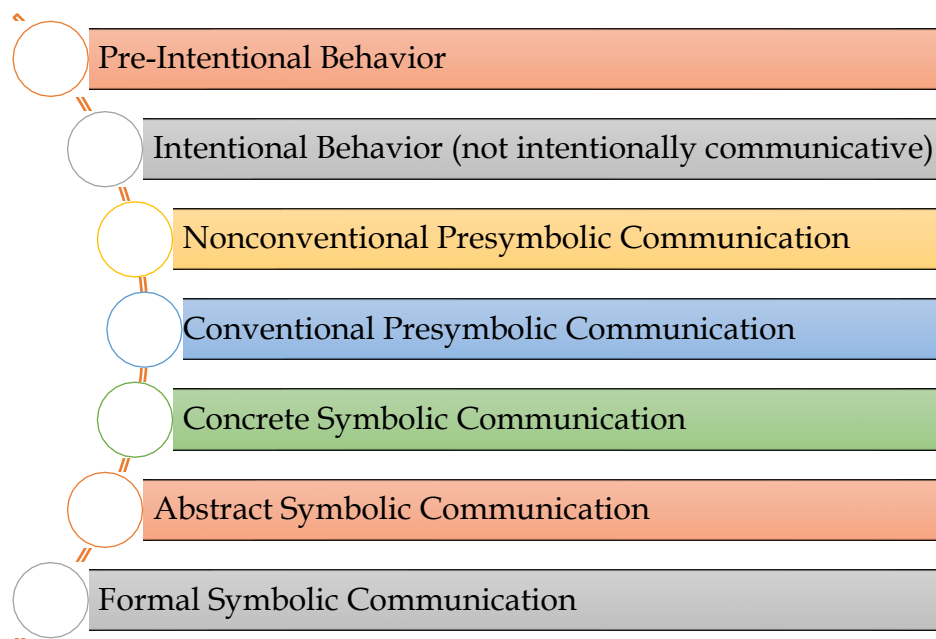 Pre-Intentional Behavior
Intentional Behavior (not intentionally communicative)
Nonconventional Presymbolic Communication
Conventional Presymbolic Communication
Concrete Symbolic Communication
Abstract Symbolic Communication
Formal Symbolic Communication